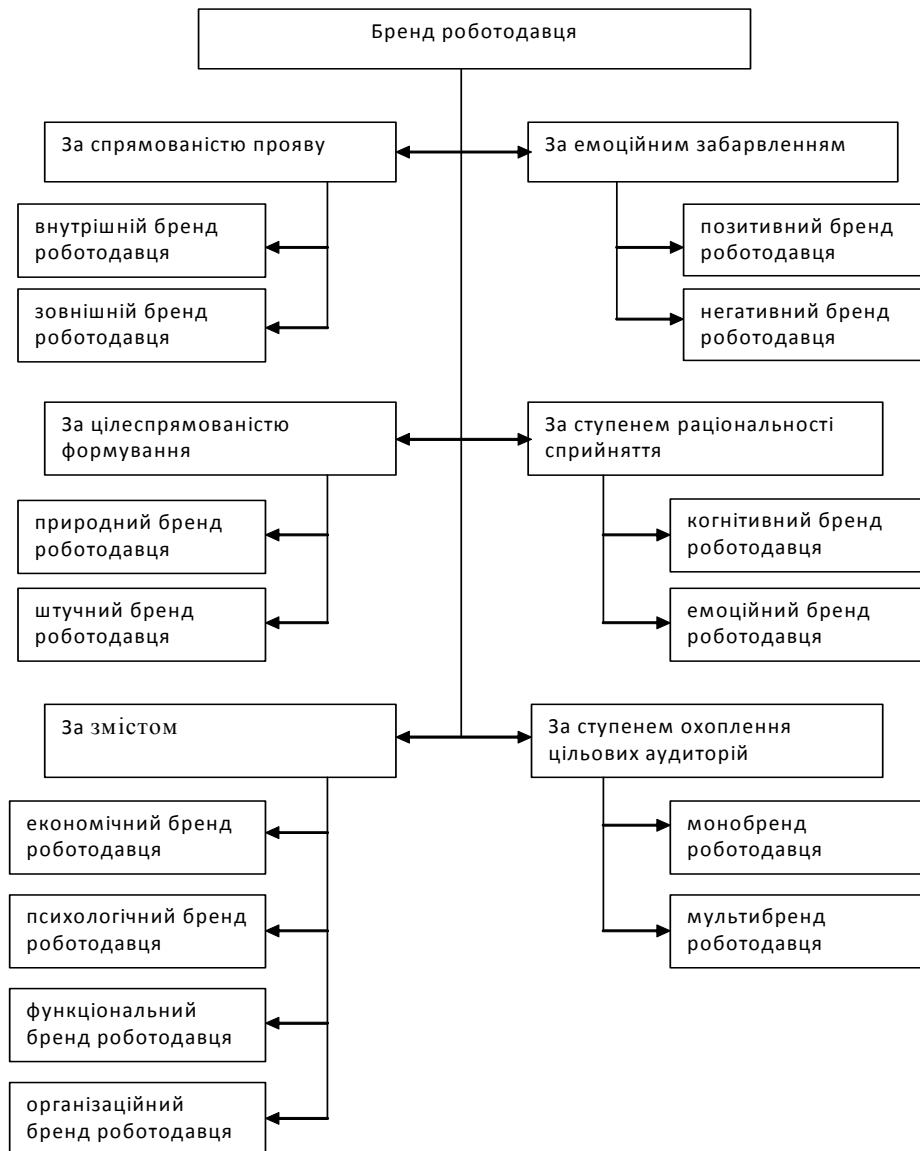 Бренд роботодавця
За спрямованістю прояву
внутрішній бренд
роботодавця
зовнішній бренд
роботодавця
За емоційним забарвленням
позитивний бренд
роботодавця
негативний бренд
роботодавця
За цілеспрямованістю
формування
природний бренд
роботодавця
штучний бренд
роботодавця
За ступенем раціональності
сприйняття
когнітивний бренд
роботодавця
емоційний бренд
роботодавця
За змістом
економічний бренд
роботодавця
психологічний бренд
роботодавця
функціональний
бренд роботодавця
організаційний
бренд роботодавця
За ступенем охоплення
цільових аудиторій
монобренд
роботодавця
мультибренд
роботодавця